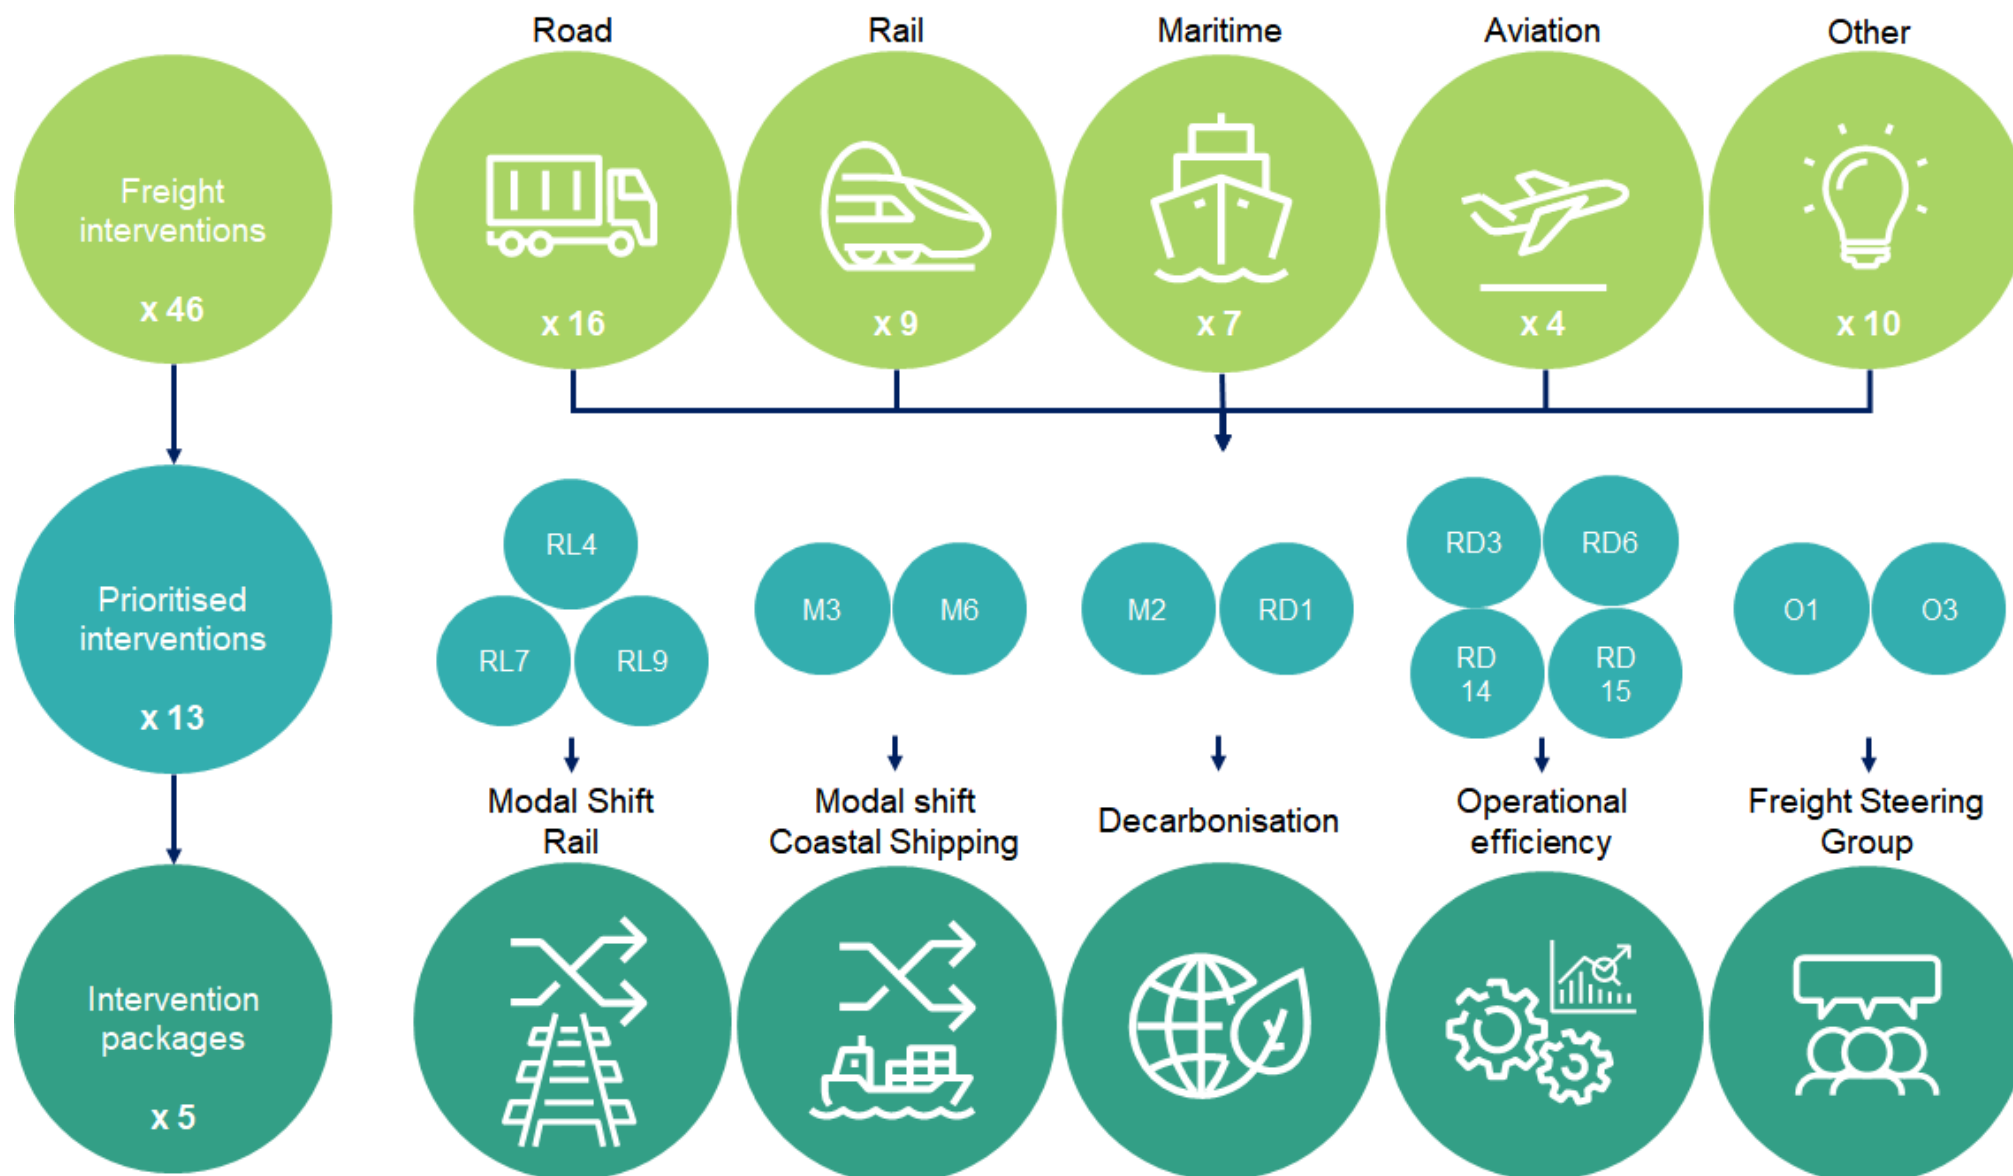 Road
Rail
Maritime
Aviation
Other
Freight
interventions
x 46
x 16
x 9
x 7
x 4
x 10
Prioritised
interventions
x 13
RL4
RL7
RL9
M3
M6
M2
RD1
RD3
RD6
RD
14
RD
15
O1
O3
Modal Shift
Rail
Modal shift
Coastal Shipping
Decarbonisation
Operational
efficiency
Freight Steering
Group
Intervention
packages
x 5